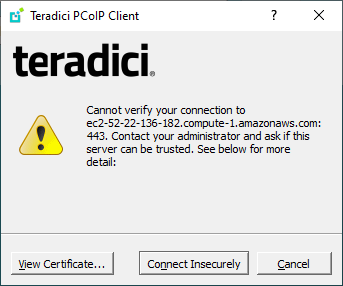 Teradici PCoIP Client
teradici®
Cannot verify your connection to
ec2-52-22-136-182.compute-1.amazonaws.com:
443. Contact your administrator and ask if this
server can be trusted. See below for more
detail:
View Certificate...
Connect Insecurely
Cancel